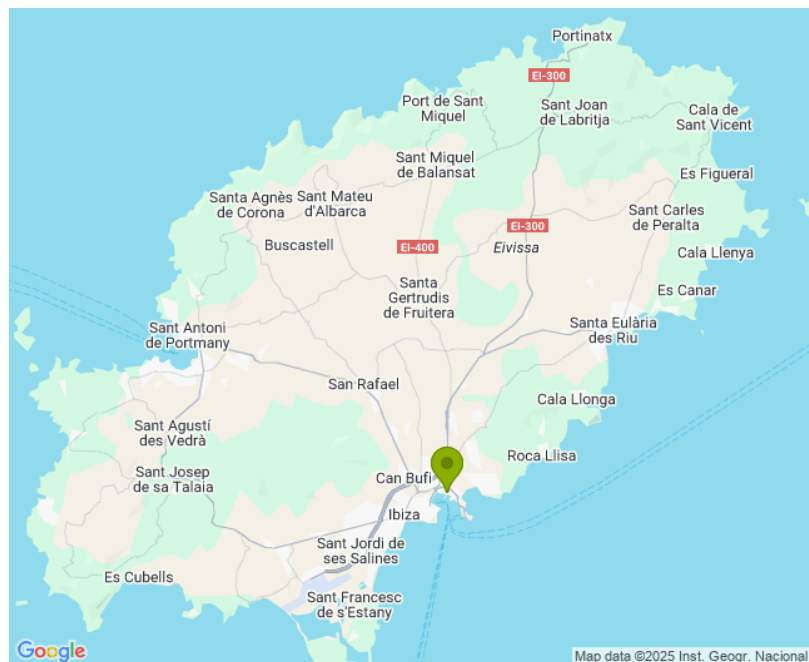 Portinatx
EI-300
Port de Sant
Miquel
Sant Joan
de Labritja
Cala de
Sant Vicent
Sant Miquel
de Balansat
Es Figueral
Santa Agnès
de Corona
Sant Mateu
d'Albarca
Sant Carles
de Peralta
EI-300
Buscastell
EI-400
Eivissa
Cala Llenya
Santa
Gertrudis
de Fruitera
Es Canar
Sant Antoni
de Portmany
Santa Eulària
des Riu
San Rafael
Cala Llonga
Sant Agustí
des Vedrà
Roca Llisa
Sant Josep
de sa Talaia
Can Bufí
Ibiza
Sant Jordi de
ses Salines
Es Cubells
Sant Francesc
de s'Estany
Google
Map data ©2025 Inst. Geogr. Nacional